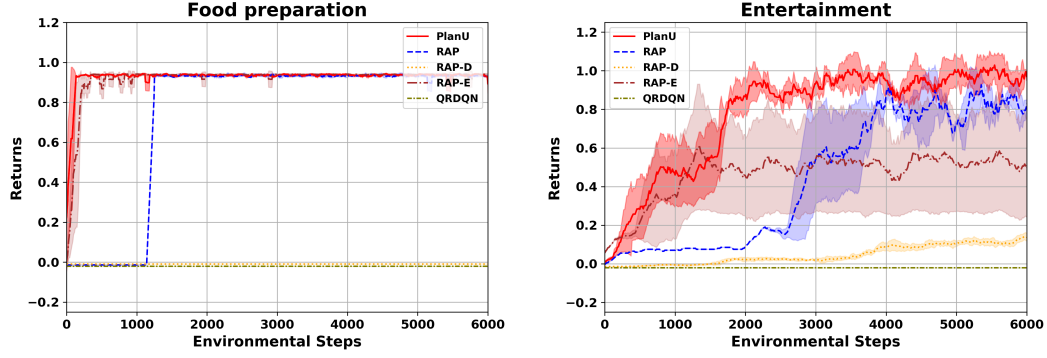 Food preparation
Returns
1.2
1.0
0.8
0.6
0.4
0.2
0.0
−0.2
0
1000
2000
3000
4000
5000
6000
Environmental Steps
PlanU
RAP
RAP-D
RAP-E
QRDQN
Entertainment
Returns
1.2
1.0
0.8
0.6
0.4
0.2
0.0
−0.2
0
1000
2000
3000
4000
5000
6000
Environmental Steps
PlanU
RAP
RAP-D
RAP-E
QRDQN